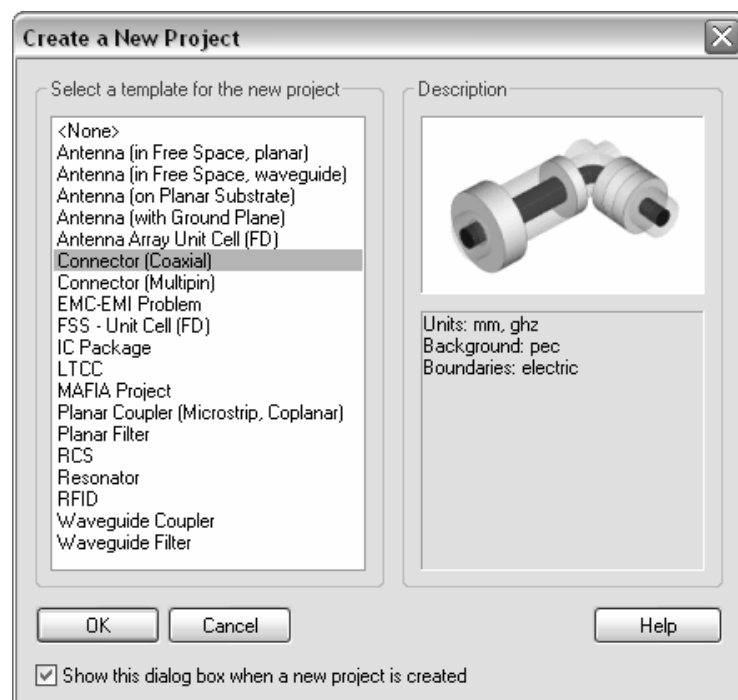 Create a New Project
Select a template for the new project
<None>
Antenna (in Free Space, planar)
Antenna (in Free Space, waveguide)
Antenna (on Planar Substrate)
Antenna (with Ground Plane)
Antenna Array Unit Cell (FD)
Connector (Coaxial)
Connector (Multipin)
EMC-EMI Problem
FSS - Unit Cell (FD)
IC Package
LTCC
MAFIA Project
Planar Coupler (Microstrip, Coplanar)
Planar Filter
RCS
Resonator
RFID
Waveguide Coupler
Waveguide Filter
Description
Units: mm, ghz
Background: pec
Boundaries: electric
OK
Cancel
Help
Show this dialog box when a new project is created